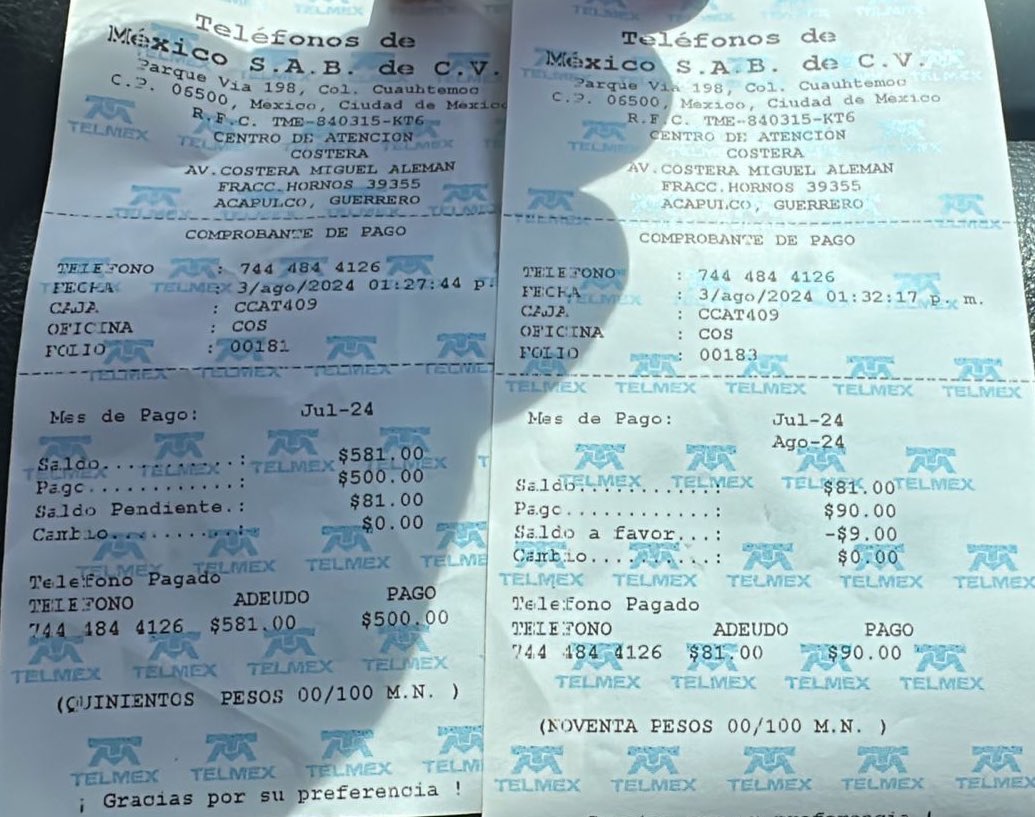 Teléfonos de
México S.A.B. de C.V.
Parque Via 198, Col. Cuauhtemoc
C.P. 06500, Mexico, Ciudad de Mexico
R.F.C. TME-840315-KT6
CENTRO DE ATENCION
COSTERA
AV.COSTERA MIGUEL ALEMAN
FRACC.HORNOS 39355
ACAPULCO, GUERRERO
COMPROBANTE DE PAGO
TELEFONO : 744 484 4126
FECHA : 3/ago/2024 01:27:44 p.
CAJA : CCAT409
OFICINA : COS
FOLIO : 00181
Mes de Pago: Jul-24
Saldo............: $581.00
Pago............: $500.00
Saldo Pendiente.: $81.00
Cambio..........: $0.00
Telefono Pagado
TELEFONO ADEUDO PAGO
744 484 4126 $581.00 $500.00
(QUINIENTOS PESOS 00/100 M.N. )
¡ Gracias por su preferencia !
Teléfonos de
México S.A.B. de C.V.
Parque Via 198, Col. Cuauhtemoc
C.P. 06500, Mexico, Ciudad de Mexico
R.F.C. TME-840315-KT6
CENTRO DE ATENCION
COSTERA
AV.COSTERA MIGUEL ALEMAN
FRACC.HORNOS 39355
ACAPULCO, GUERRERO
COMPROBANTE DE PAGO
TELEFONO : 744 484 4126
FECHA : 3/ago/2024 01:32:17 p. m.
CAJA : CCAT409
OFICINA : COS
FOLIO : 00183
Mes de Pago: Jul-24
Ago-24
Saldo............: $81.00
Pago............: $90.00
Saldo a favor...: -$9.00
Cambio..........: $0.00
Telefono Pagado
TELEFONO ADEUDO PAGO
744 484 4126 $81.00 $90.00
(NOVENTA PESOS 00/100 M.N. )
TELMEX